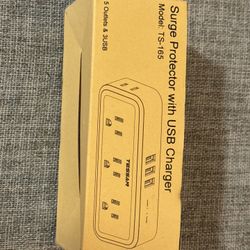 Surge Protector with USB Charger
Model: TS-165
5 Outlets & 3USB
TESSAN